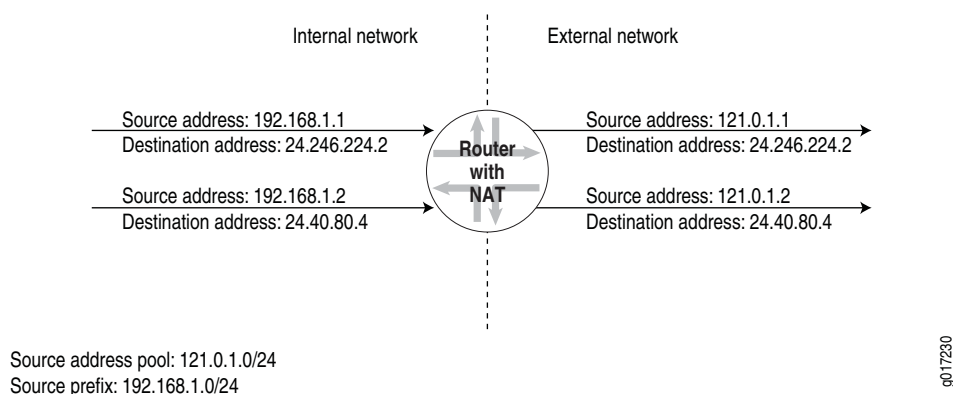 Internal network
External network
Source address: 192.168.1.1
Destination address: 24.246.224.2
Source address: 121.0.1.1
Destination address: 24.246.224.2
Router
with
NAT
Source address: 192.168.1.2
Destination address: 24.40.80.4
Source address: 121.0.1.2
Destination address: 24.40.80.4
Source address pool: 121.0.1.0/24
Source prefix: 192.168.1.0/24
g017230